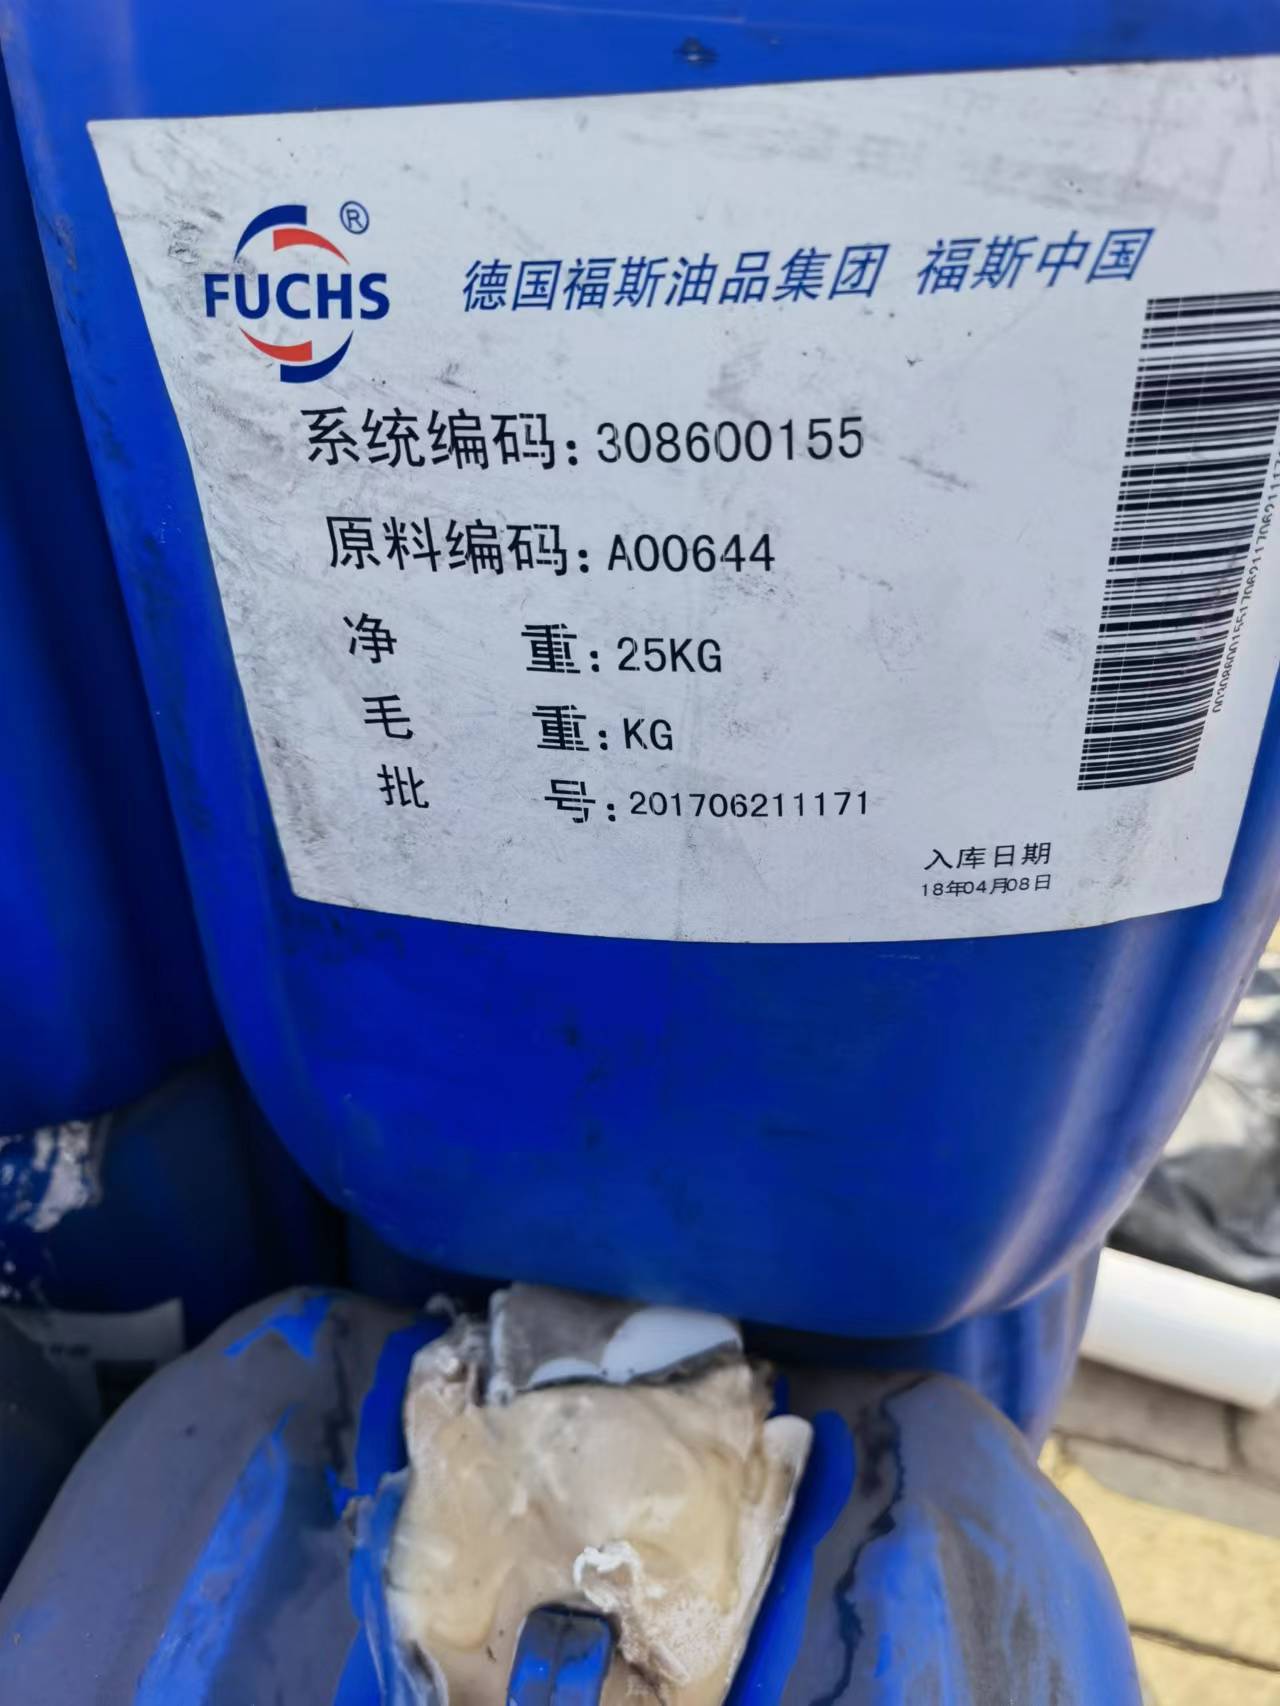 FUCHS®
德国福斯油品集团 福斯中国
系统编码：308600155
原料编码：A00644
净 重：25KG
毛 重：KG
批 号：201706211171
入库日期
18年04月08日